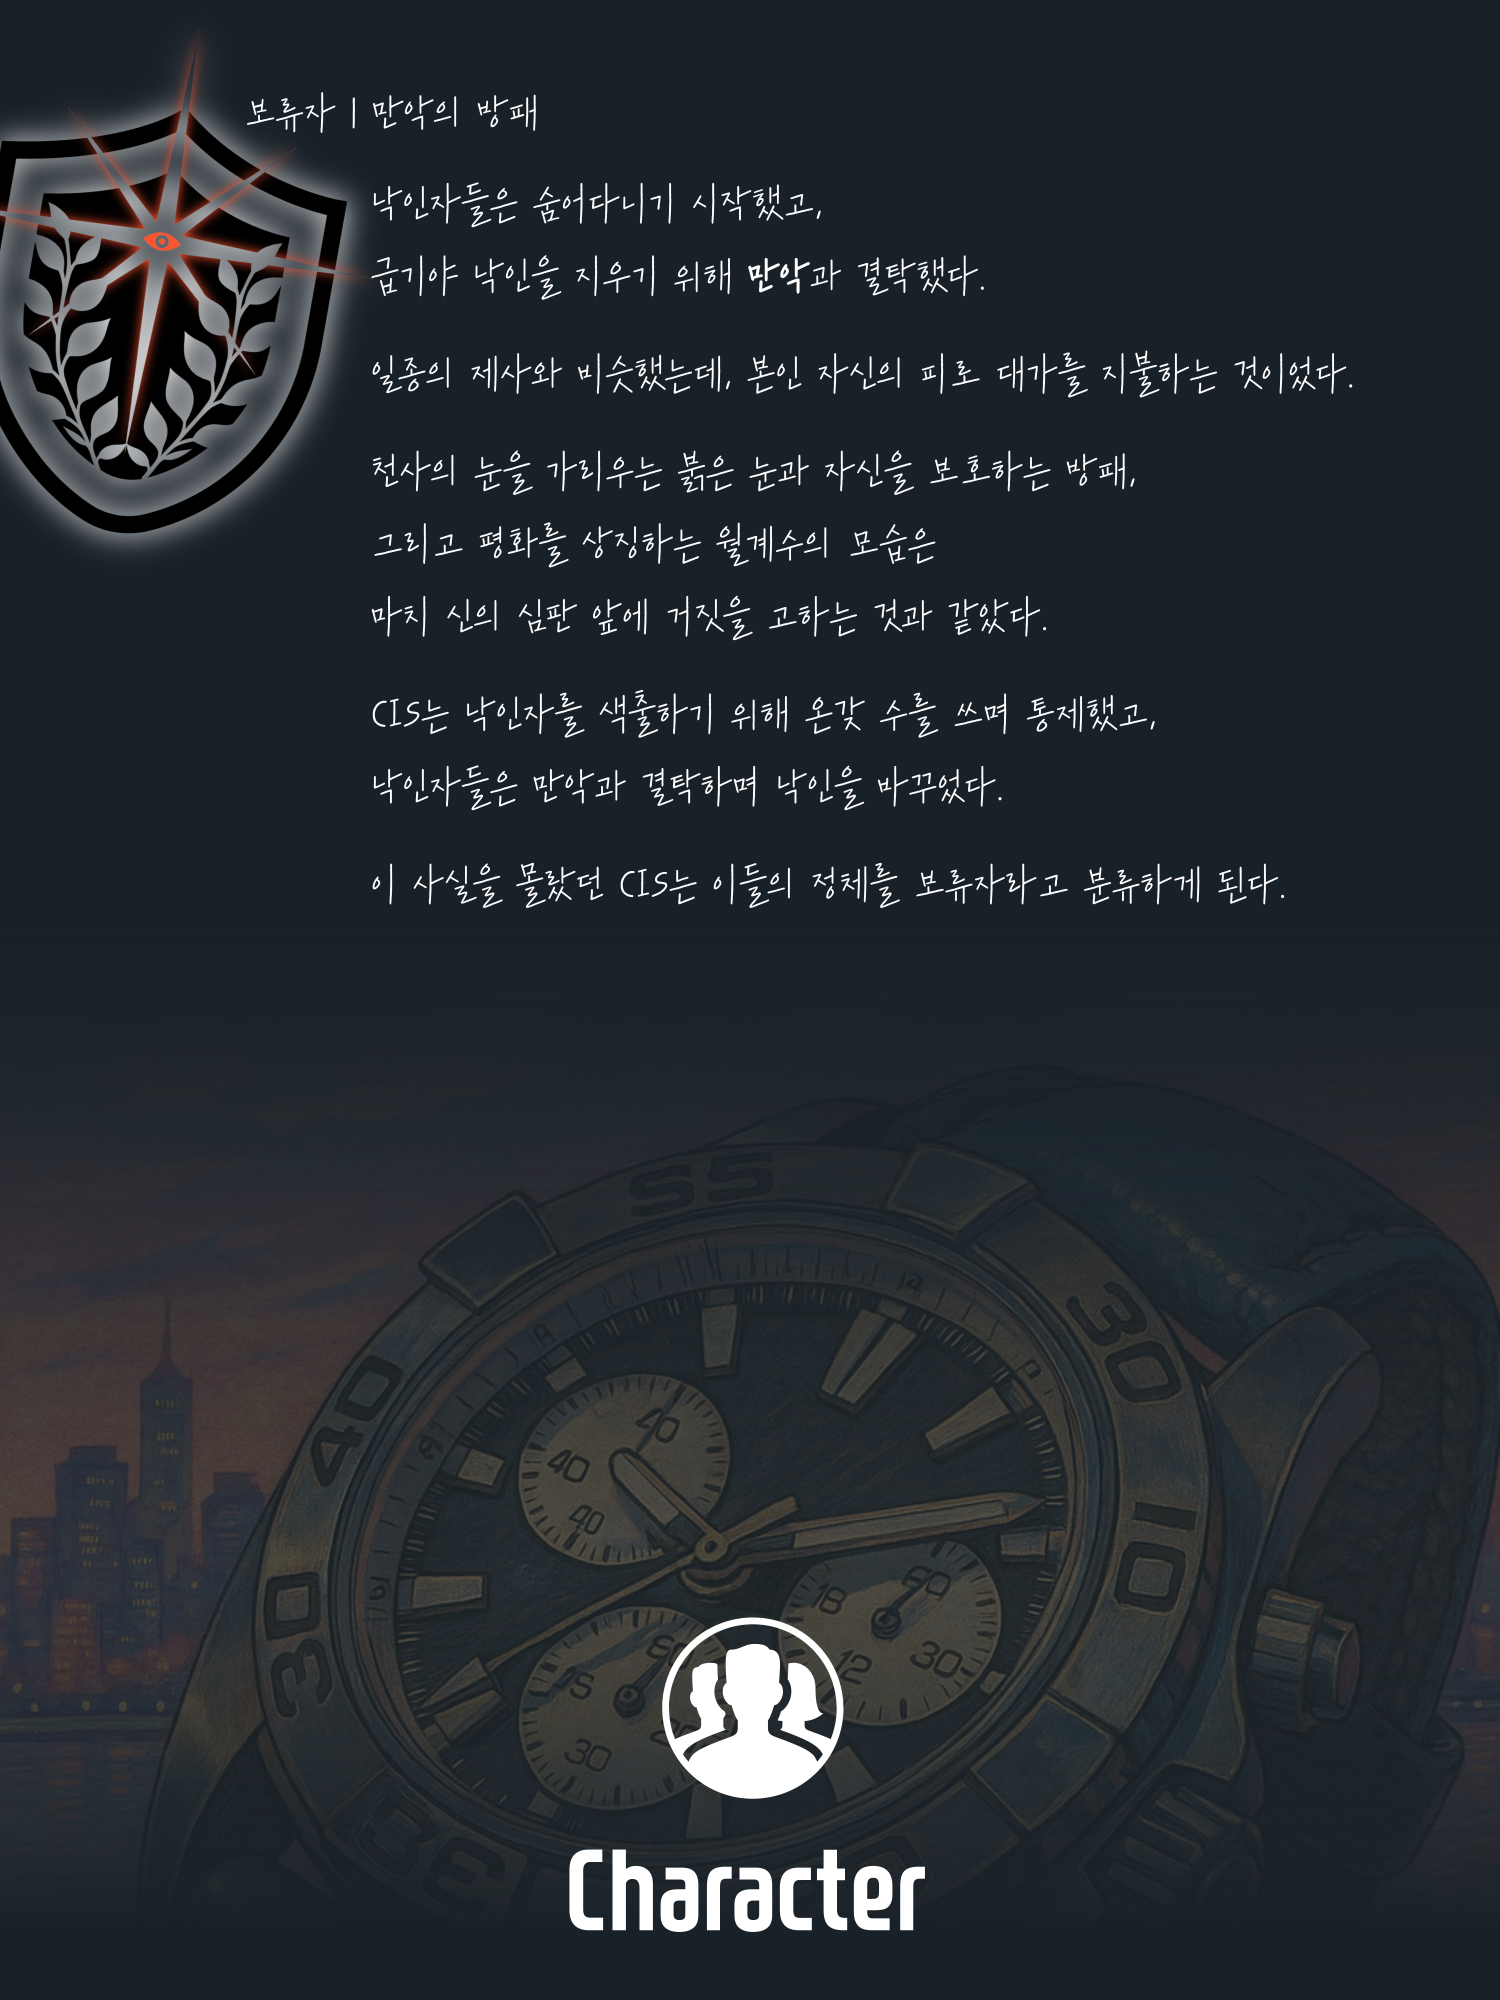 보류자 | 만악의 방패
낙인자들은 숨어다니기 시작했고,
급기야 낙인을 지우기 위해 만악과 결탁했다.
일종의 제사와 비슷했는데, 본인 자신의 피로 대가를 지불하는 것이었다.
천사의 눈을 가리우는 붉은 눈과 자신을 보호하는 방패,
그리고 평화를 상징하는 월계수의 모습은
마치 신의 심판 앞에 거짓을 고하는 것과 같았다.
CIS는 낙인자를 색출하기 위해 온갖 수를 쓰며 통제했고,
낙인자들은 만악과 결탁하며 낙인을 바꾸었다.
이 사실을 몰랐던 CIS는 이들의 정체를 보류자라고 분류하게 된다.
55
30
40
40
40
40
10
18
30
12
60
30
30
Character